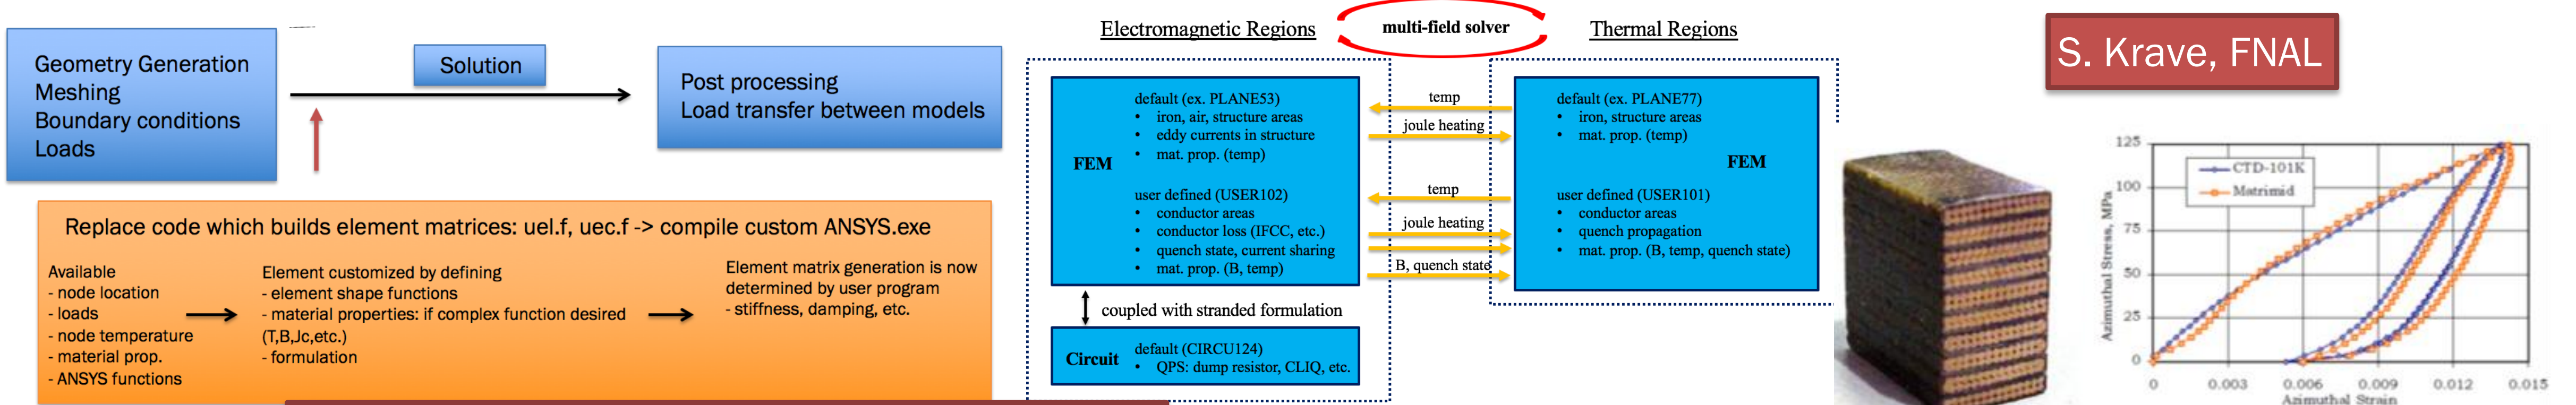 Geometry Generation
Meshing
Boundary conditions
Loads
Solution
Post processing
Load transfer between models
Replace code which builds element matrices: uel.f, uec.f -> compile custom ANSYS.exe
Available
- node location
- loads
- node temperature
- material prop.
- ANSYS functions
Element customized by defining
- element shape functions
- material properties: if complex function desired
(T,B,Jc,etc.)
- formulation
Element matrix generation is now
determined by user program
- stiffness, damping, etc.
Electromagnetic Regions
multi-field solver
Thermal Regions
FEM
default (ex. PLANE53)
• iron, air, structure areas
• eddy currents in structure
• mat. prop. (temp)
user defined (USER102)
• conductor areas
• conductor loss (IFCC, etc.)
• quench state, current sharing
• mat. prop. (B, temp)
temp
joule heating
temp
joule heating
B, quench state
default (ex. PLANE77)
• iron, structure areas
• mat. prop. (temp)
FEM
user defined (USER101)
• conductor areas
• quench propagation
• mat. prop. (B, temp, quench state)
coupled with stranded formulation
Circuit
default (CIRCU124)
• QPS: dump resistor, CLIQ, etc.
S. Krave, FNAL
Azimuthal Stress, MPa
125
100
75
50
25
0
CTD-101K
Matrimid
0 0.003 0.006 0.009 0.012 0.015
Azimuthal Strain